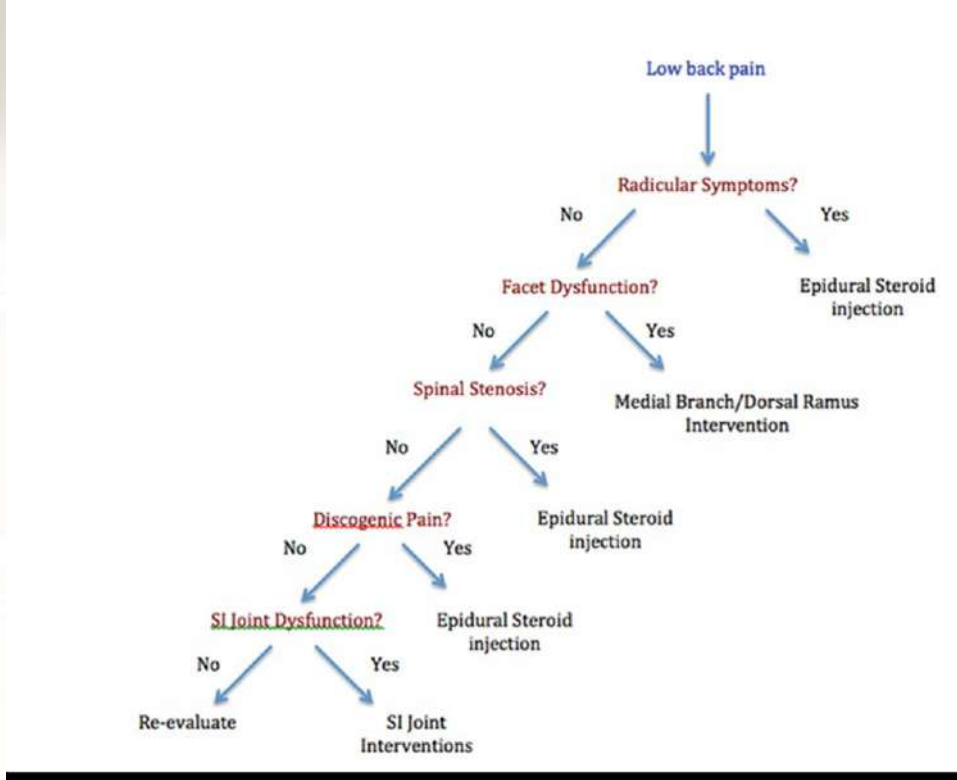 Low back pain
Radicular Symptoms?
No
Yes
Facet Dysfunction?
Epidural Steroid
injection
No
Yes
Spinal Stenosis?
Medial Branch/Dorsal Ramus
Intervention
No
Yes
Discogenic Pain?
Epidural Steroid
injection
No
Yes
SI Joint Dysfunction?
Epidural Steroid
injection
No
Yes
Re-evaluate
SI Joint
Interventions